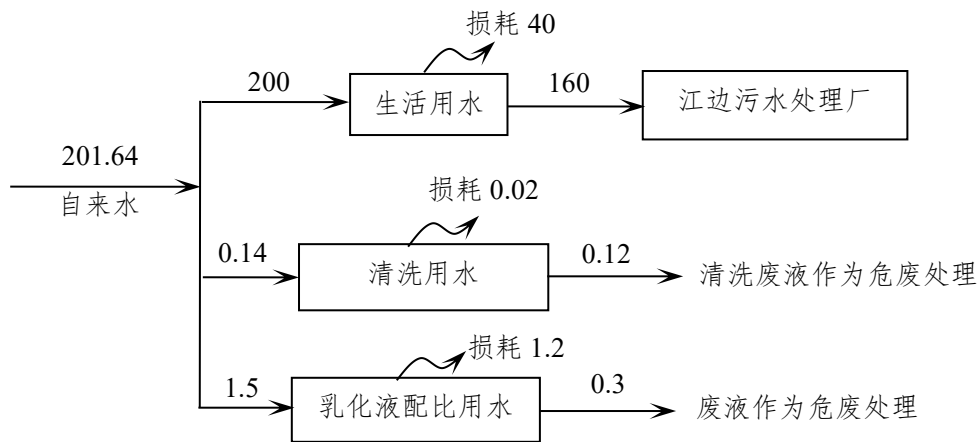 损耗 40
200
生活用水
160
江边污水处理厂
201.64
自来水
损耗 0.02
0.14
清洗用水
0.12
清洗废液作为危废处理
损耗 1.2
1.5
乳化液配比用水
0.3
废液作为危废处理